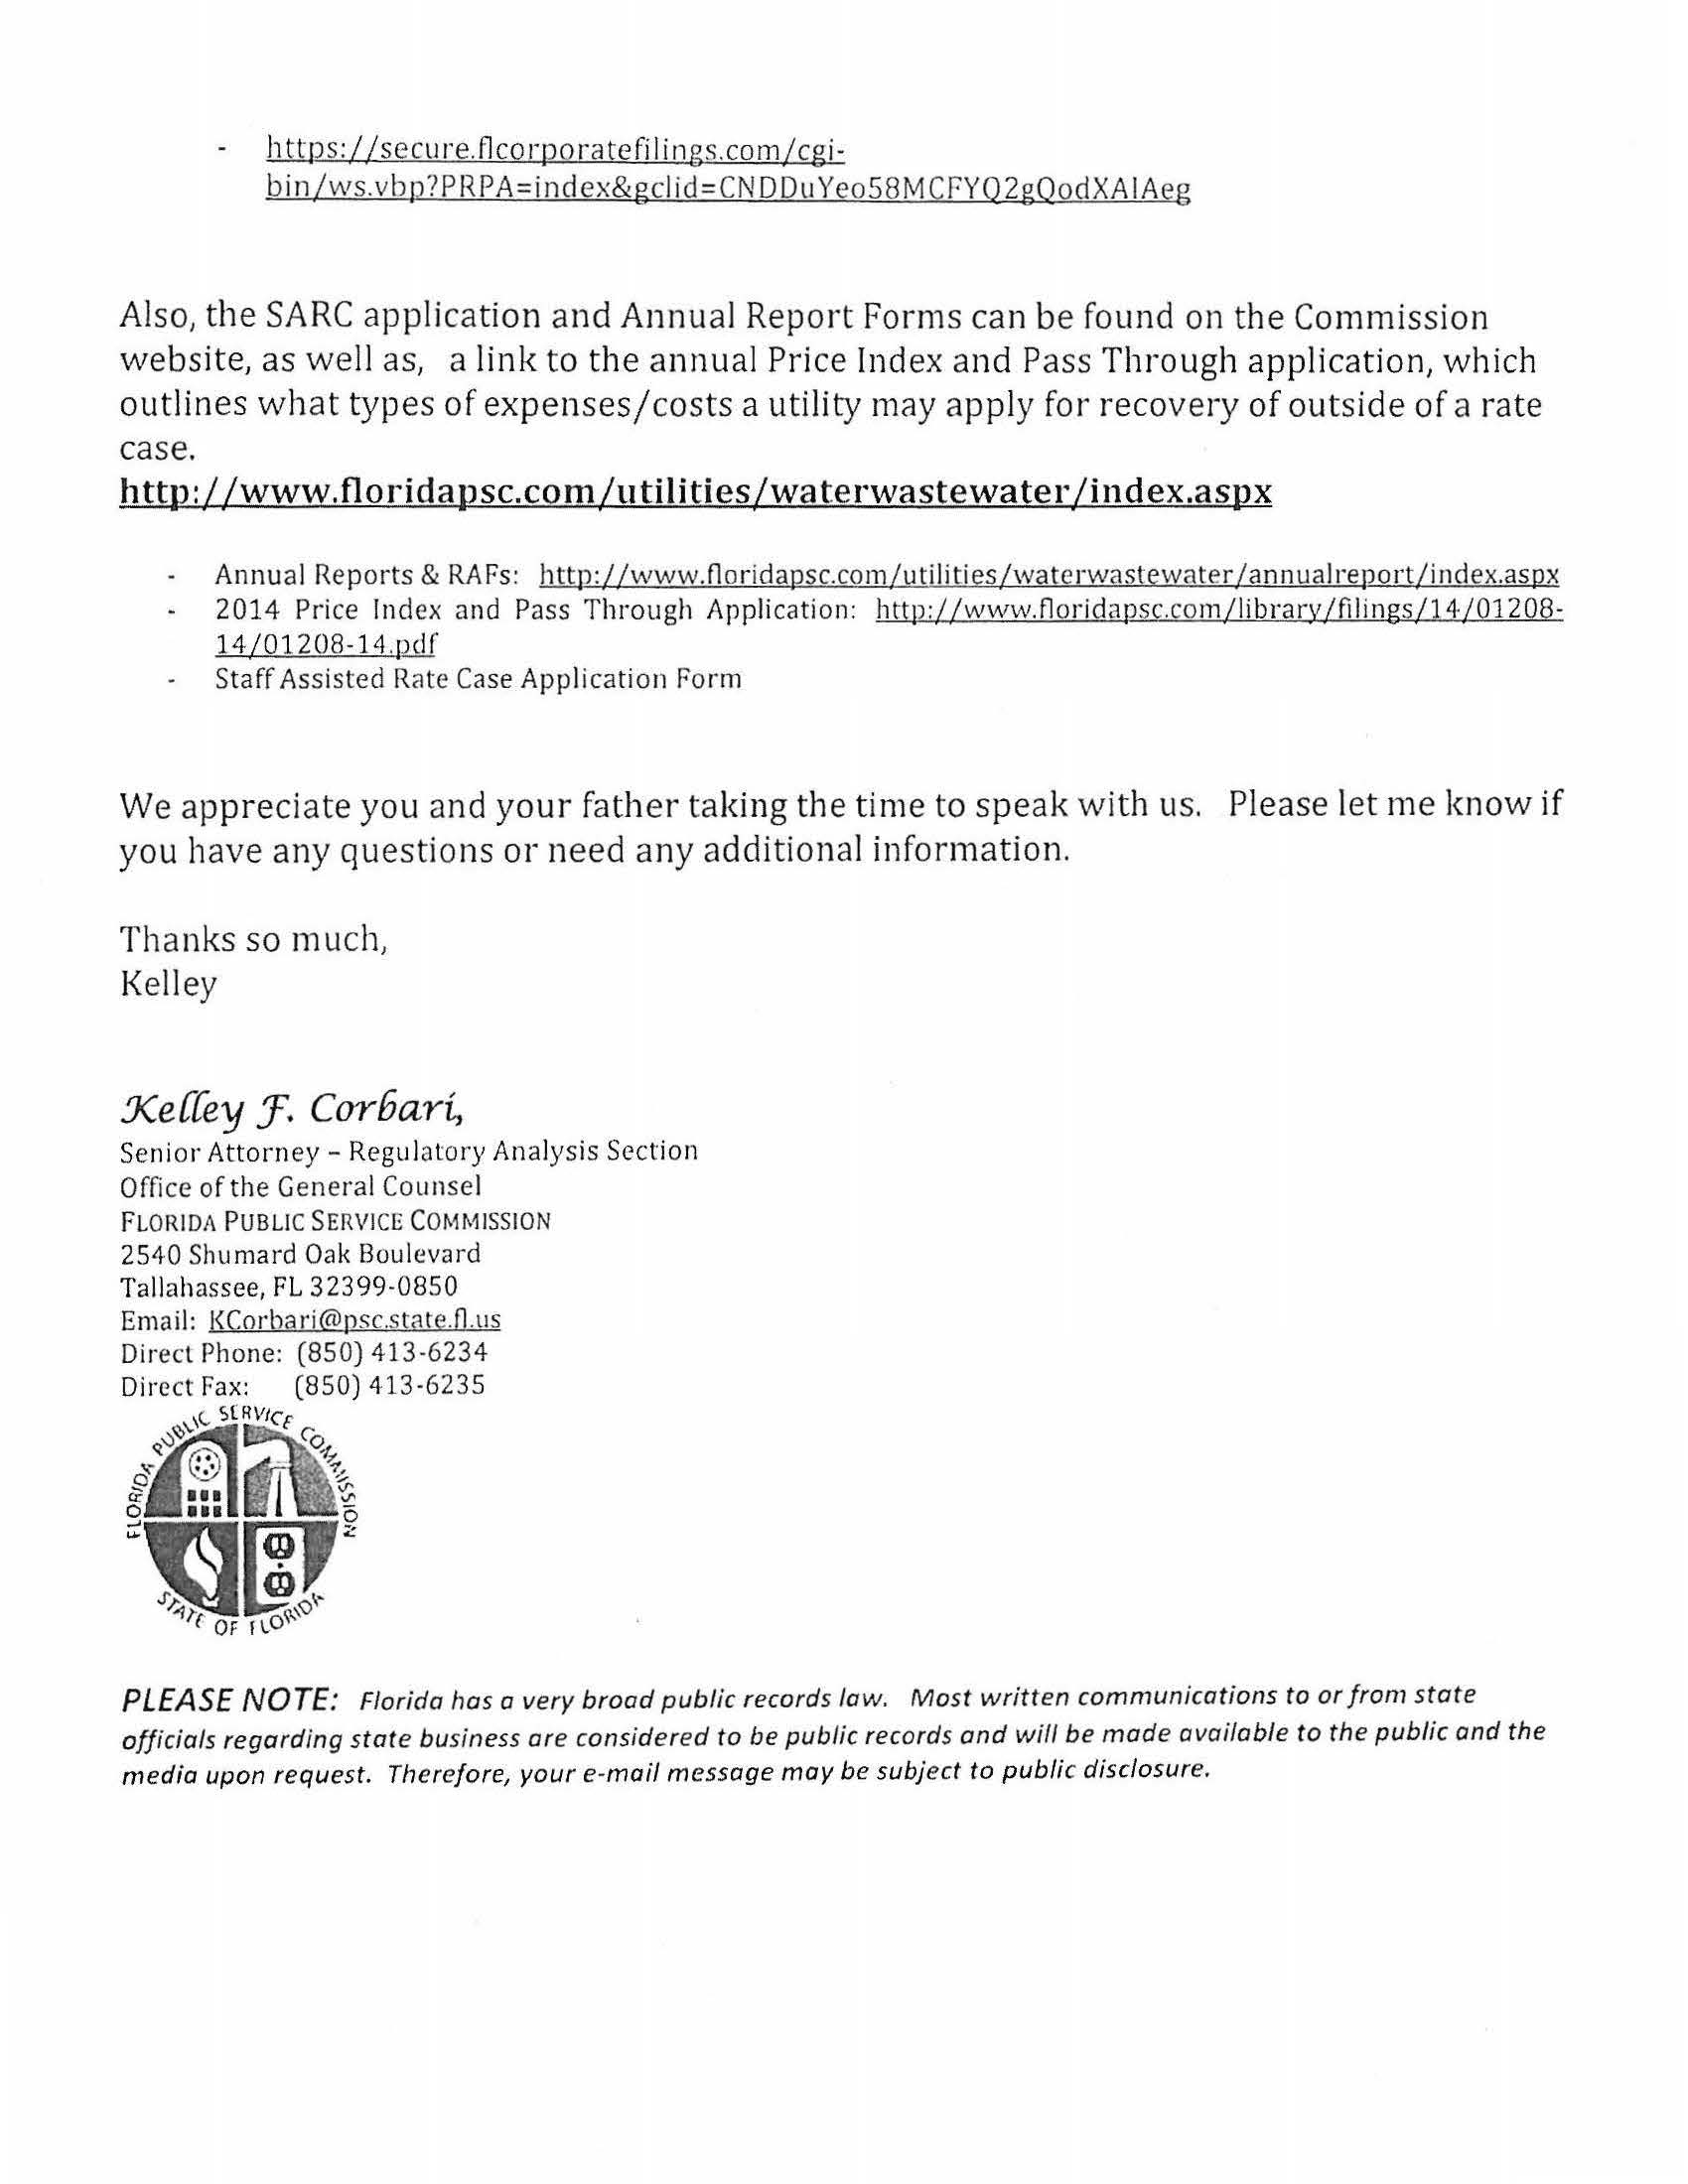 - https://secure.flcorporatefilings.com/cgi-
bin/ws.vbp?PRPA=index&gclid=CNDDuYeo58MCFYQ2gQodXAIAeg
Also, the SARC application and Annual Report Forms can be found on the Commission
website, as well as, a link to the annual Price Index and Pass Through application, which
outlines what types of expenses/costs a utility may apply for recovery of outside of a rate
case.
http://www.floridapsc.com/utilities/waterwastewater/index.aspx
- Annual Reports & RAFs: http://www.floridapsc.com/utilities/waterwastewater/annualreport/index.aspx
- 2014 Price Index and Pass Through Application: http://www.floridapsc.com/library/filings/14/01208-
14/01208-14.pdf
- Staff Assisted Rate Case Application Form
We appreciate you and your father taking the time to speak with us. Please let me know if
you have any questions or need any additional information.
Thanks so much,
Kelley
Kelley F. Corbari,
Senior Attorney – Regulatory Analysis Section
Office of the General Counsel
FLORIDA PUBLIC SERVICE COMMISSION
2540 Shumard Oak Boulevard
Tallahassee, FL 32399-0850
Email: KCorbari@psc.state.fl.us
Direct Phone: (850) 413-6234
Direct Fax: (850) 413-6235
FLORIDA PUBLIC SERVICE COMMISSION
STATE OF FLORIDA
PLEASE NOTE: Florida has a very broad public records law. Most written communications to or from state
officials regarding state business are considered to be public records and will be made available to the public and the
media upon request. Therefore, your e-mail message may be subject to public disclosure.